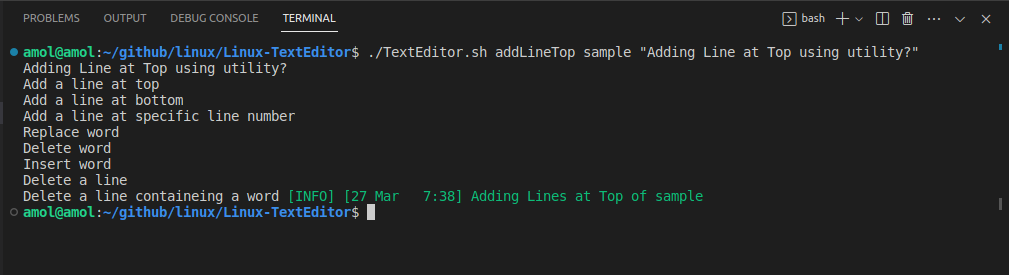 PROBLEMS OUTPUT DEBUG CONSOLE TERMINAL bash
amol@amol:~/github/linux/Linux-TextEditor$ ./TextEditor.sh addLineTop sample "Adding Line at Top using utility?"
Adding Line at Top using utility?
Add a line at top
Add a line at bottom
Add a line at specific line number
Replace word
Delete word
Insert word
Delete a line
Delete a line containeing a word [INFO] [27 Mar   7:38] Adding Lines at Top of sample
amol@amol:~/github/linux/Linux-TextEditor$